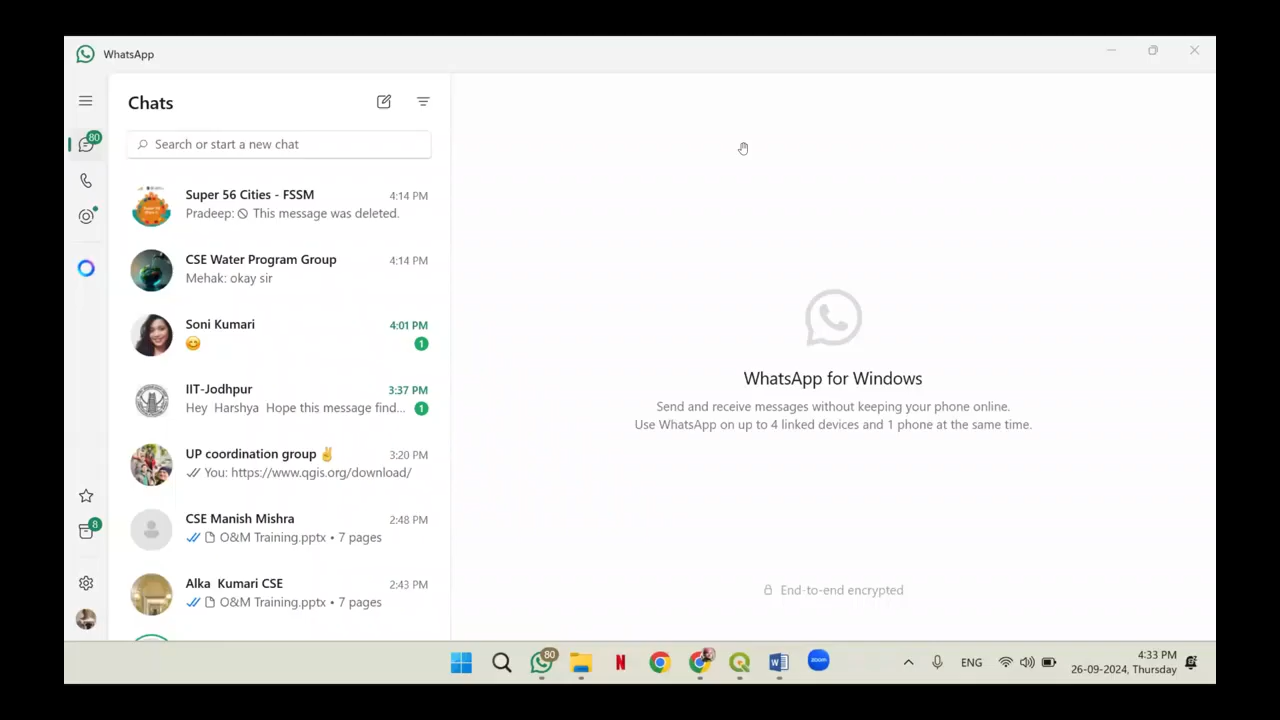 WhatsApp
Chats
80
Search or start a new chat
Super 56 Cities - FSSM 4:14 PM
Pradeep: This message was deleted.
CSE Water Program Group 4:14 PM
Mehak: okay sir
Soni Kumari 4:01 PM
😊 1
IIT-Jodhpur 3:37 PM
Hey Harshya Hope this message find... 1
UP coordination group ✌ 3:20 PM
You: https://www.qgis.org/download/
CSE Manish Mishra 2:48 PM
O&M Training.pptx • 7 pages
8
Alka Kumari CSE 2:43 PM
O&M Training.pptx • 7 pages
WhatsApp for Windows
Send and receive messages without keeping your phone online.
Use WhatsApp on up to 4 linked devices and 1 phone at the same time.
End-to-end encrypted
80
N
zoom
ENG
4:33 PM
26-09-2024, Thursday